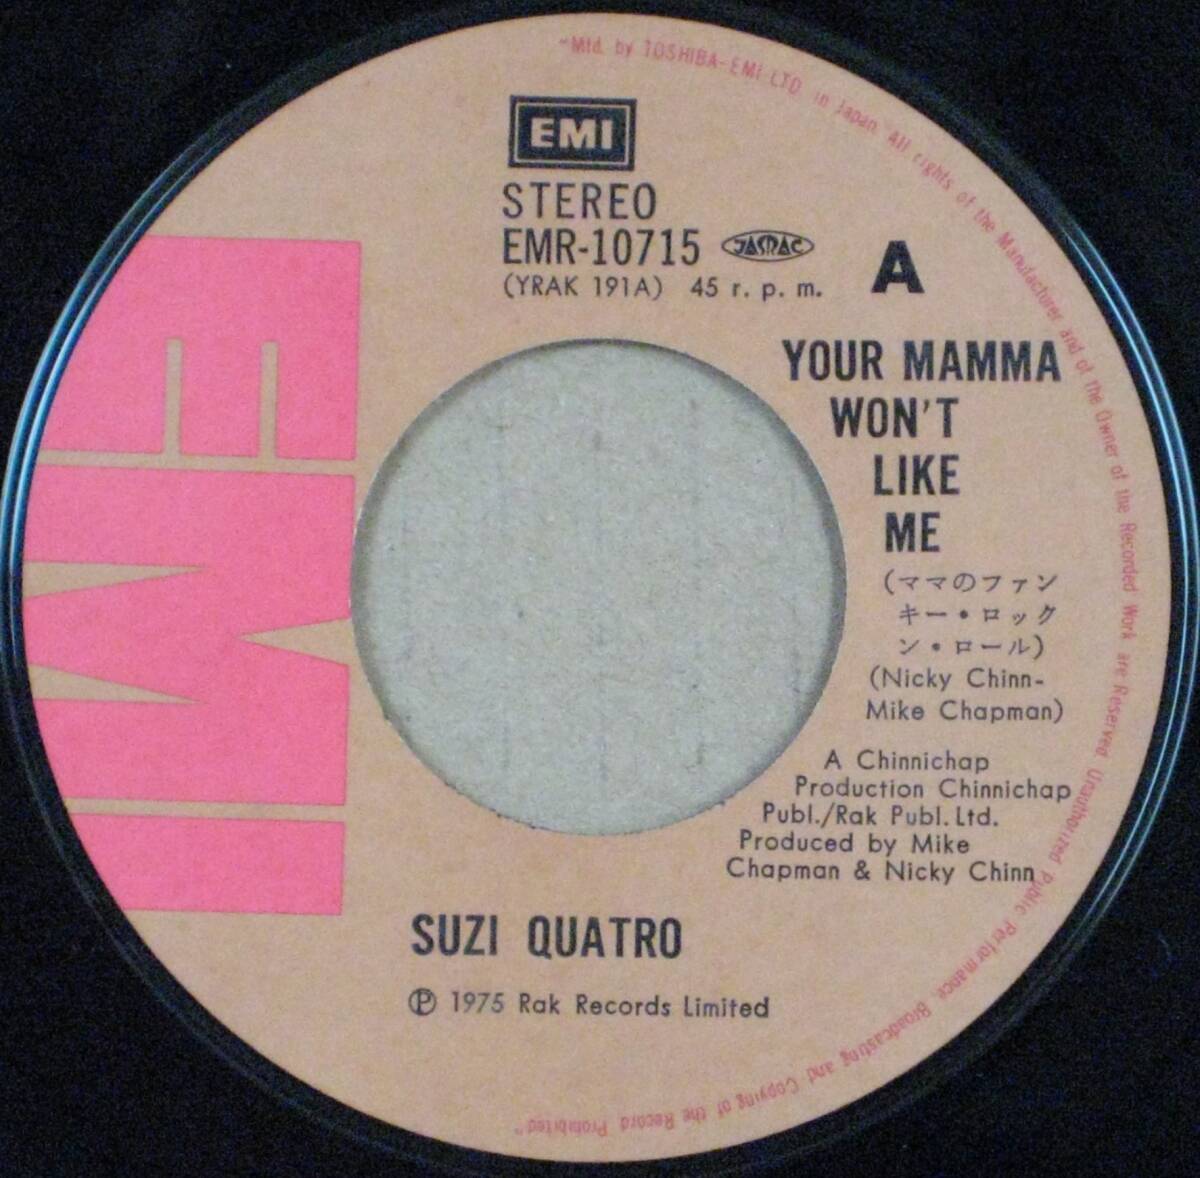 "Mfd. by TOSHIBA-EMI LTD. in Japan. All rights of the Manufacturer and of the Owner of the Recorded Work are Reserved Unauthorized Public Performance, Broadcasting and Copying of the Record Prohibited"
EMI
STEREO
EMR-10715 JASRAC
(YRAK 191A) 45 r. p. m.
A
YOUR MAMMA
WON'T
LIKE
ME
(ママのファン
キー・ロック
ン・ロール)
(Nicky Chinn-
Mike Chapman)
A Chinnichap
Production Chinnichap
Publ./Rak Publ. Ltd.
Produced by Mike
Chapman & Nicky Chinn
SUZI QUATRO
Ⓟ 1975 Rak Records Limited
EMI